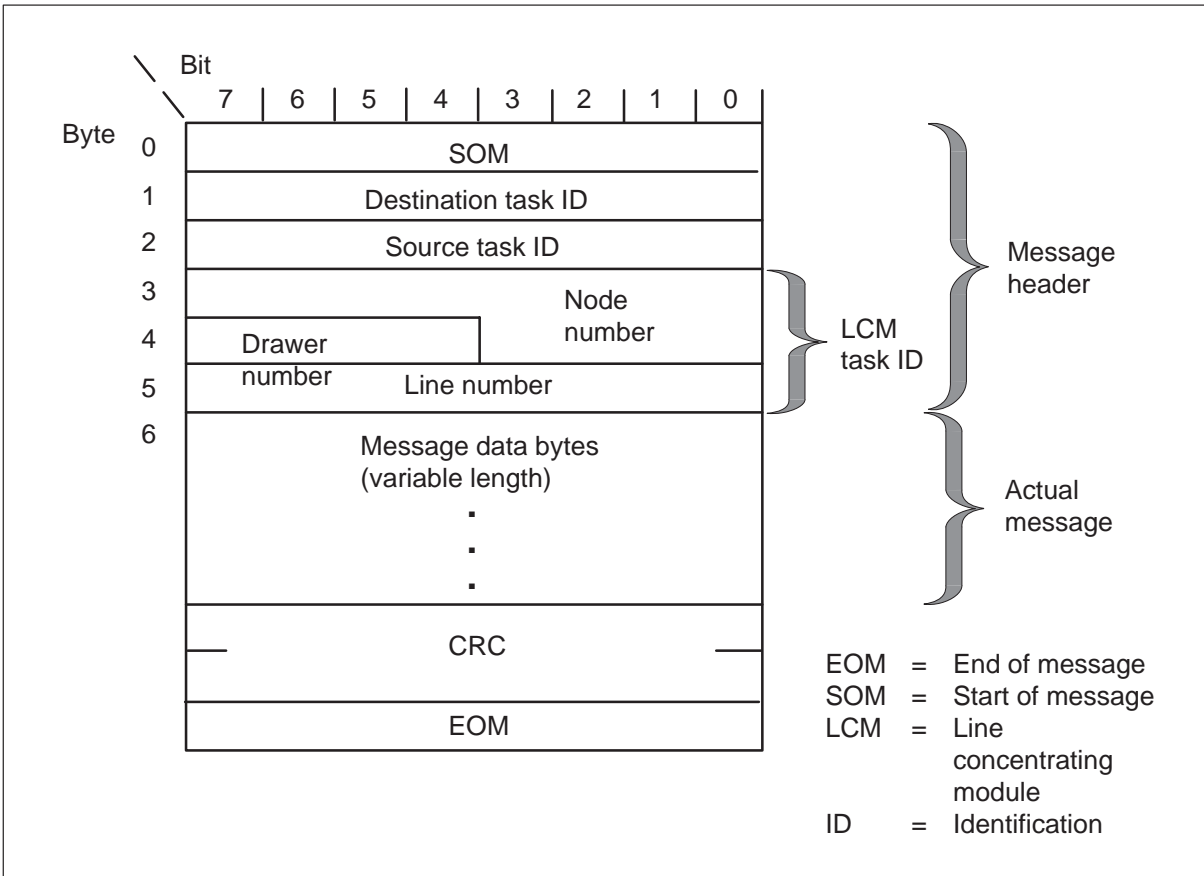 Bit
7 6 5 4 3 2 1 0
Byte
0 SOM
1 Destination task ID
2 Source task ID
3 Node
number
4 Drawer
number
5 Line number
LCM
task ID
Message
header
6 Message data bytes
(variable length)
.
.
.
Actual
message
CRC
EOM
EOM = End of message
SOM = Start of message
LCM = Line
concentrating
module
ID = Identification